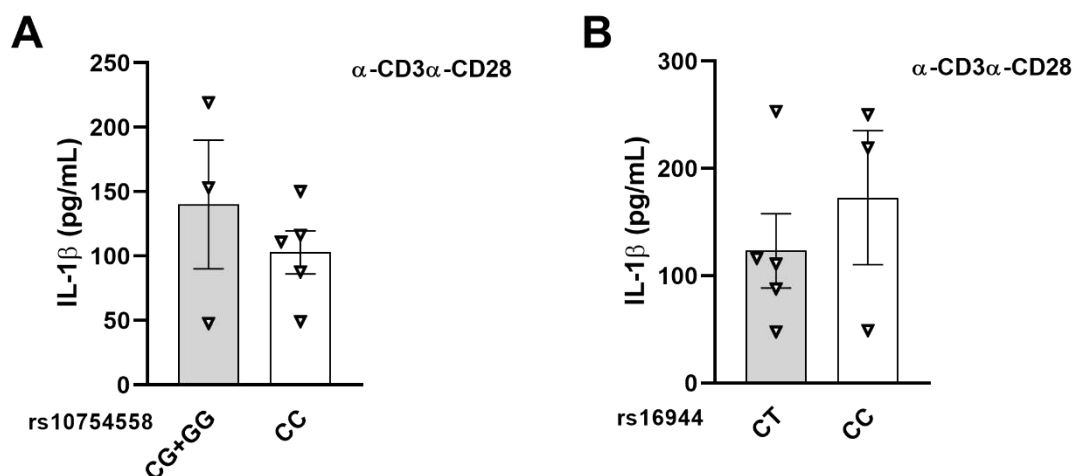 A
α-CD3α-CD28
IL-1β (pg/mL)
250
200
150
100
50
0
rs10754558
CG+GG
CC
B
α-CD3α-CD28
IL-1β (pg/mL)
300
200
100
0
rs16944
CT
CC